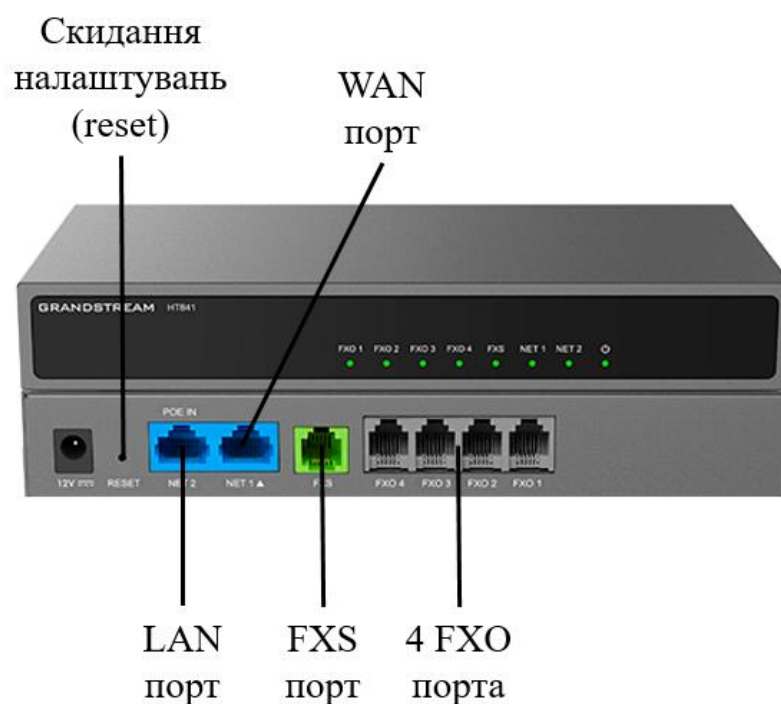 Скидання
налаштувань
(reset)
WAN
порт
GRANDSTREAM HT841
FXO 1 FXO 2 FXO 3 FXO 4 FXS NET 1 NET 2
POE IN
12V RESET NET 2 NET 1 ▲ FXS FXO 4 FXO 3 FXO 2 FXO 1
LAN
порт
FXS
порт
4 FXO
порта